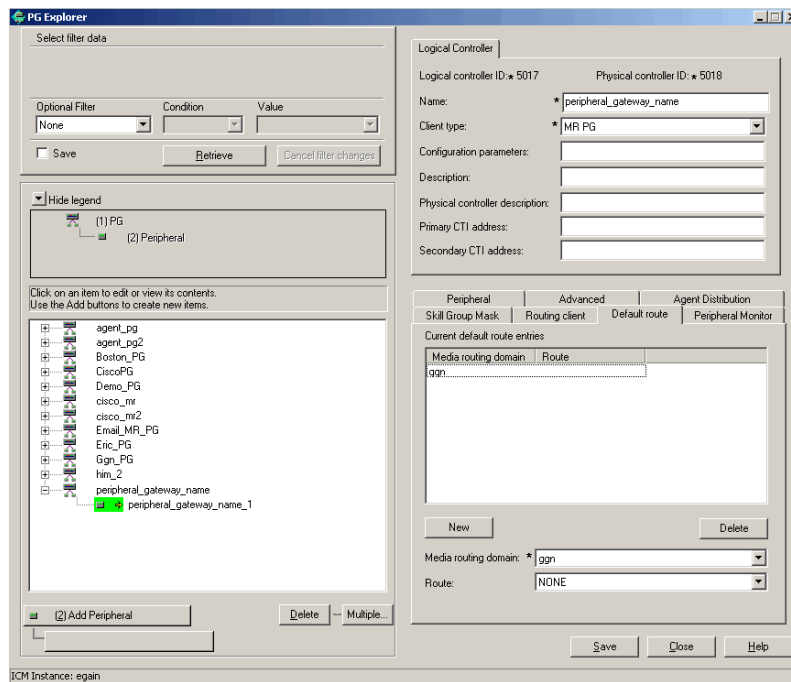 PG Explorer
Select filter data
Optional Filter Condition Value
None
Save Retrieve Cancel filter changes
Hide legend
(1) PG
(2) Peripheral
Click on an item to edit or view its contents.
Use the Add buttons to create new items.
agent_pg
agent_pg2
Boston_PG
CiscoPG
Demo_PG
cisco_mr
cisco_mr2
Email_MR_PG
Eric_PG
Ggn_PG
him_2
peripheral_gateway_name
peripheral_gateway_name_1
(2) Add Peripheral Delete Multiple...
Logical Controller
Logical controller ID:* 5017 Physical controller ID: * 5018
Name: * peripheral_gateway_name
Client type: * MR PG
Configuration parameters:
Description:
Physical controller description:
Primary CTI address:
Secondary CTI address:
Peripheral Advanced Agent Distribution
Skill Group Mask Routing client Default route Peripheral Monitor
Current default route entries
Media routing domain Route
ggn
New Delete
Media routing domain: * ggn
Route: NONE
Save Close Help
ICM Instance: egain